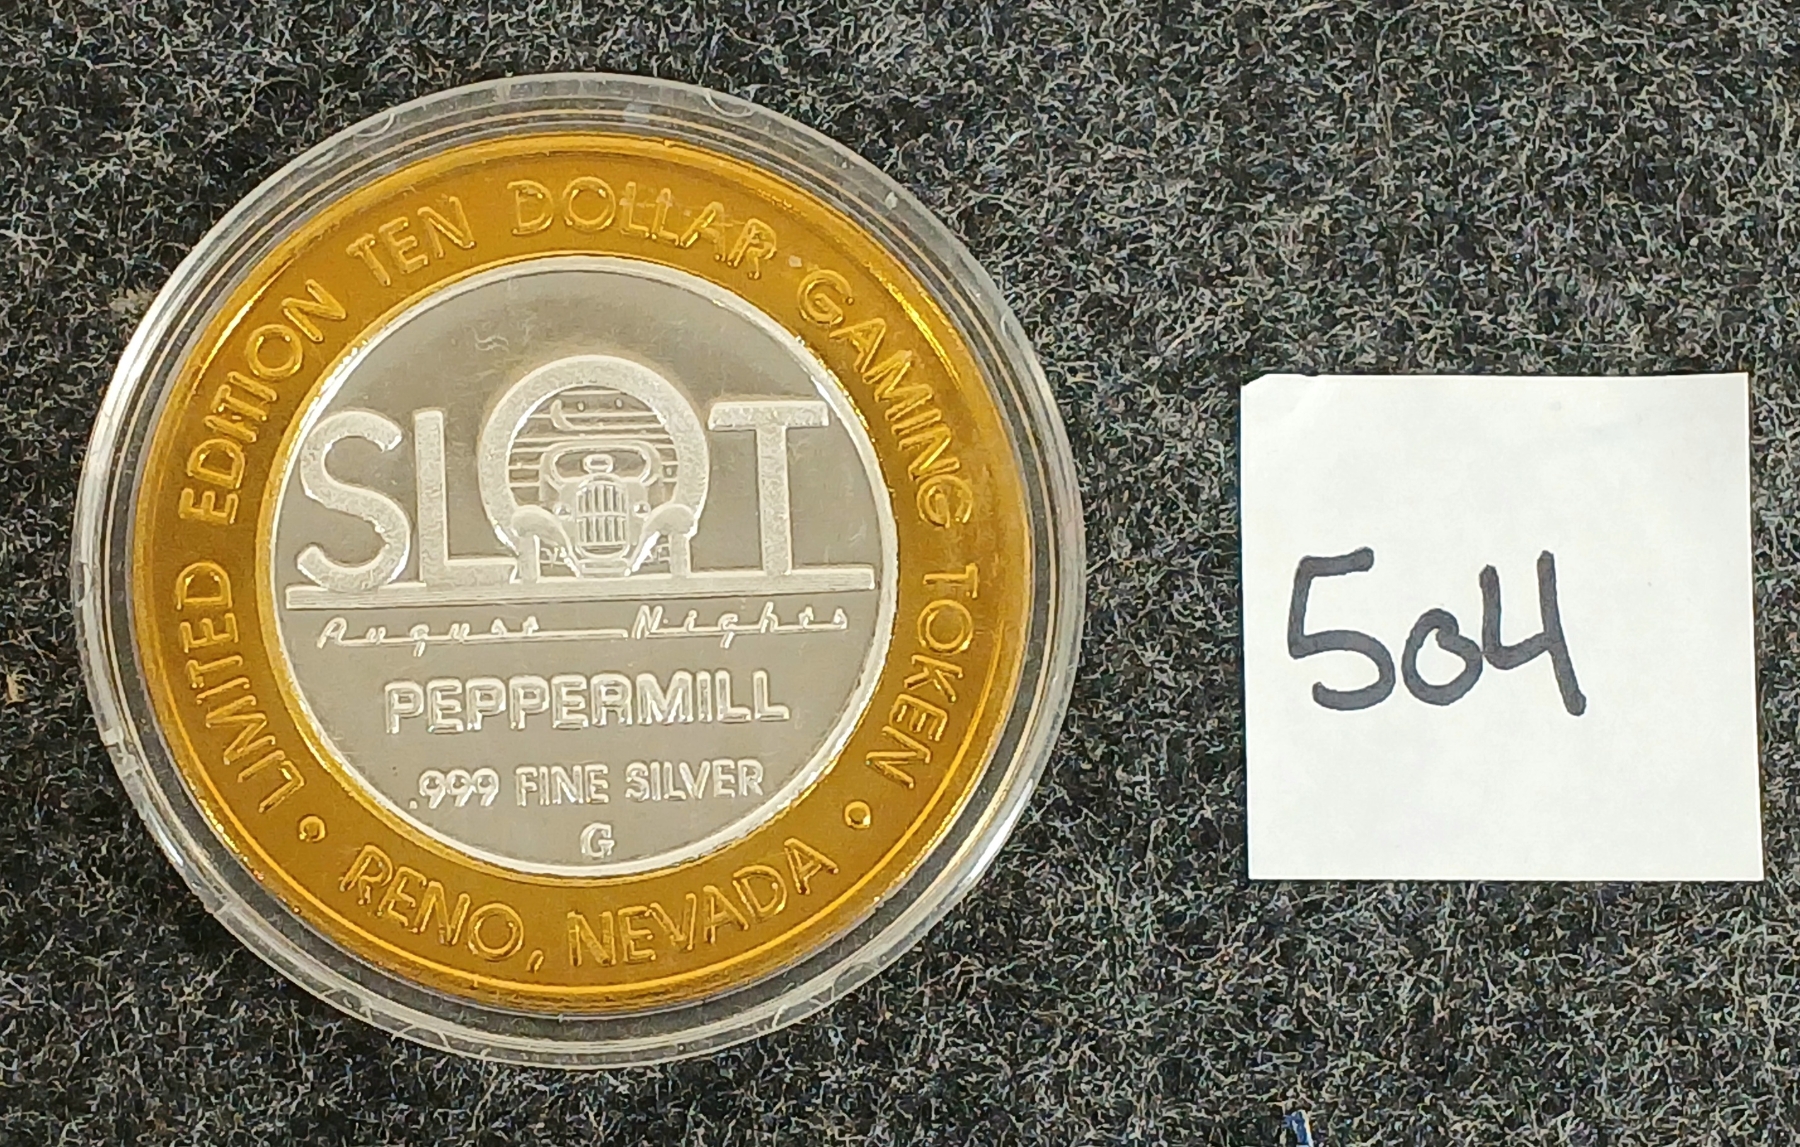 LIMITED EDITION TEN DOLLAR GAMING TOKEN
SLOT
August Nights
PEPPERMILL
.999 FINE SILVER
G
• RENO, NEVADA •
504